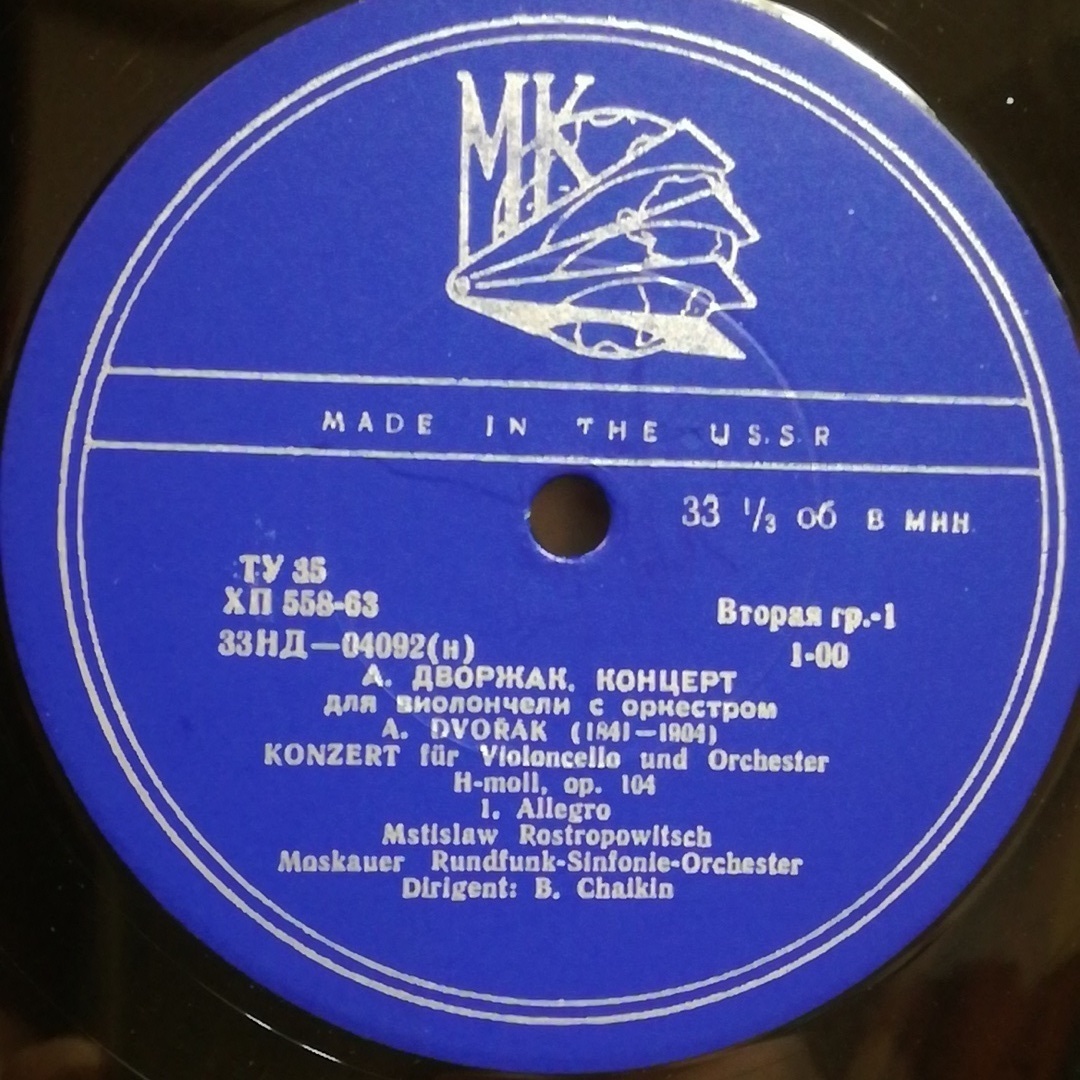 МК
MADE IN THE USSR
33 1/3 об в мин
ТУ 35
ХП 558-63
Вторая гр.-1
33НД—04092(н)
1-00
А. ДВОРЖАК. КОНЦЕРТ
для виолончели с оркестром
A. DVOŘAK (1841—1904)
KONZERT für Violoncello und Orchester
H-moll, op. 104
1. Allegro
Mstislaw Rostropowitsch
Moskauer Rundfunk-Sinfonie-Orchester
Dirigent: B. Chaikin